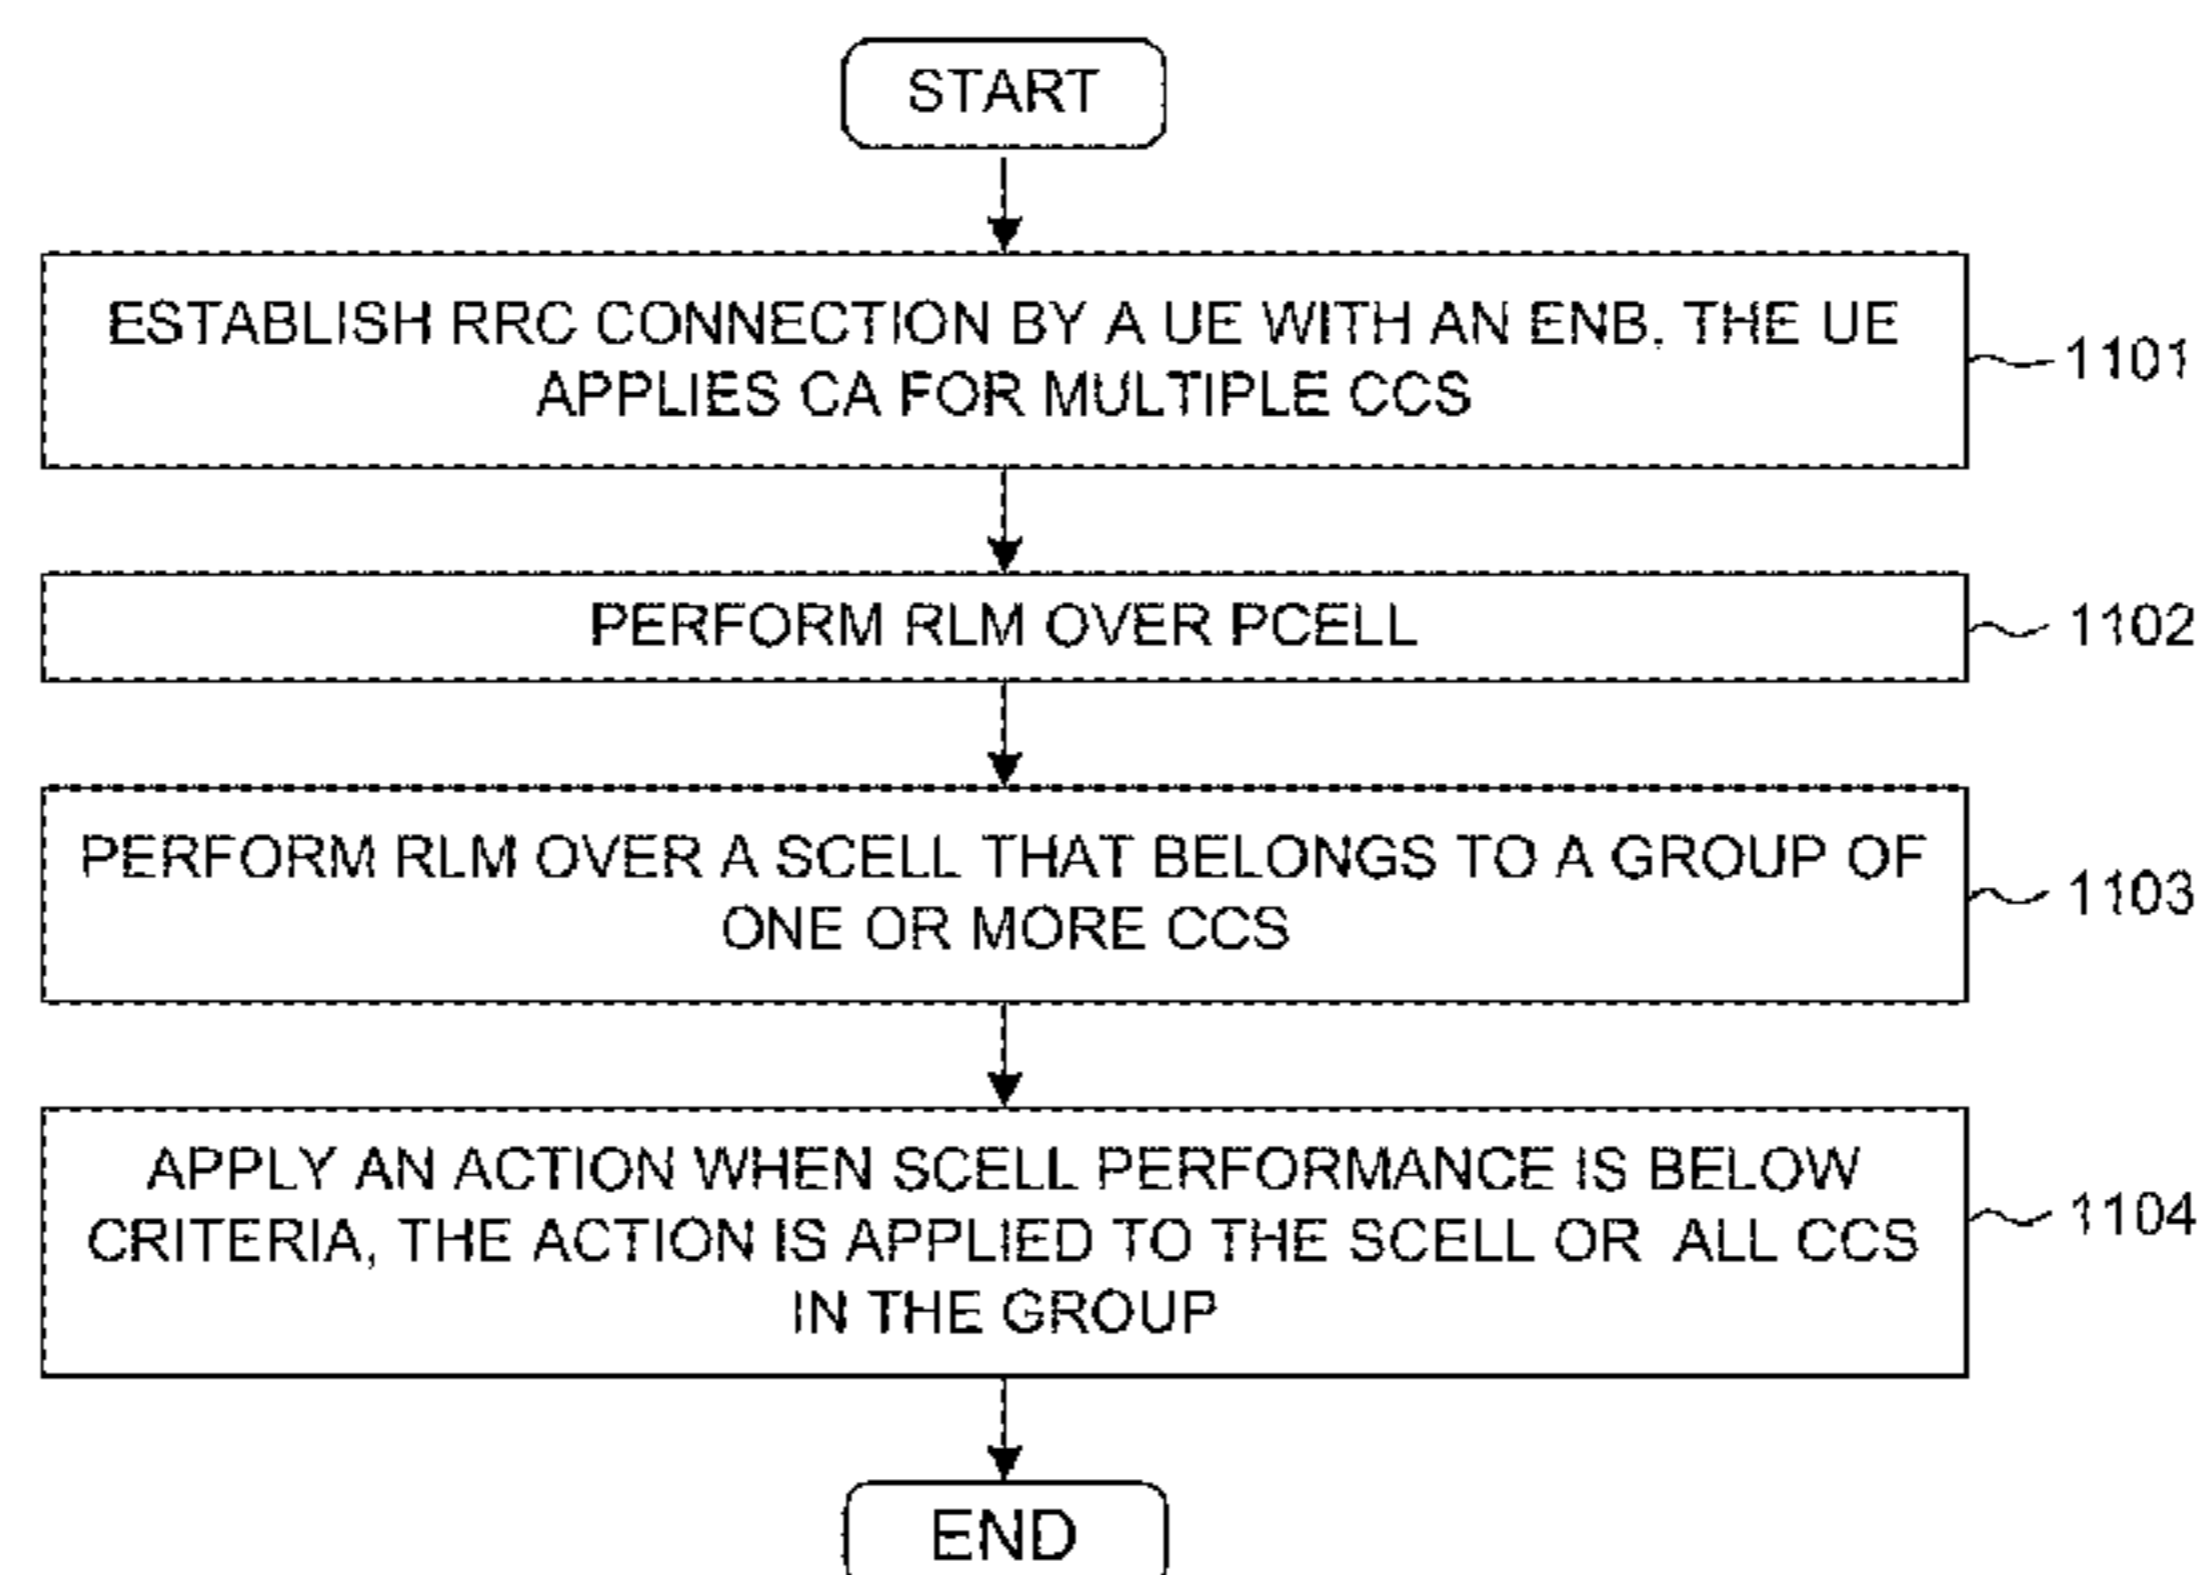 START
ESTABLISH RRC CONNECTION BY A UE WITH AN ENB, THE UE
APPLIES CA FOR MULTIPLE CCS
1101
PERFORM RLM OVER PCELL
1102
PERFORM RLM OVER A SCELL THAT BELONGS TO A GROUP OF
ONE OR MORE CCS
1103
APPLY AN ACTION WHEN SCELL PERFORMANCE IS BELOW
CRITERIA, THE ACTION IS APPLIED TO THE SCELL OR ALL CCS
IN THE GROUP
1104
END